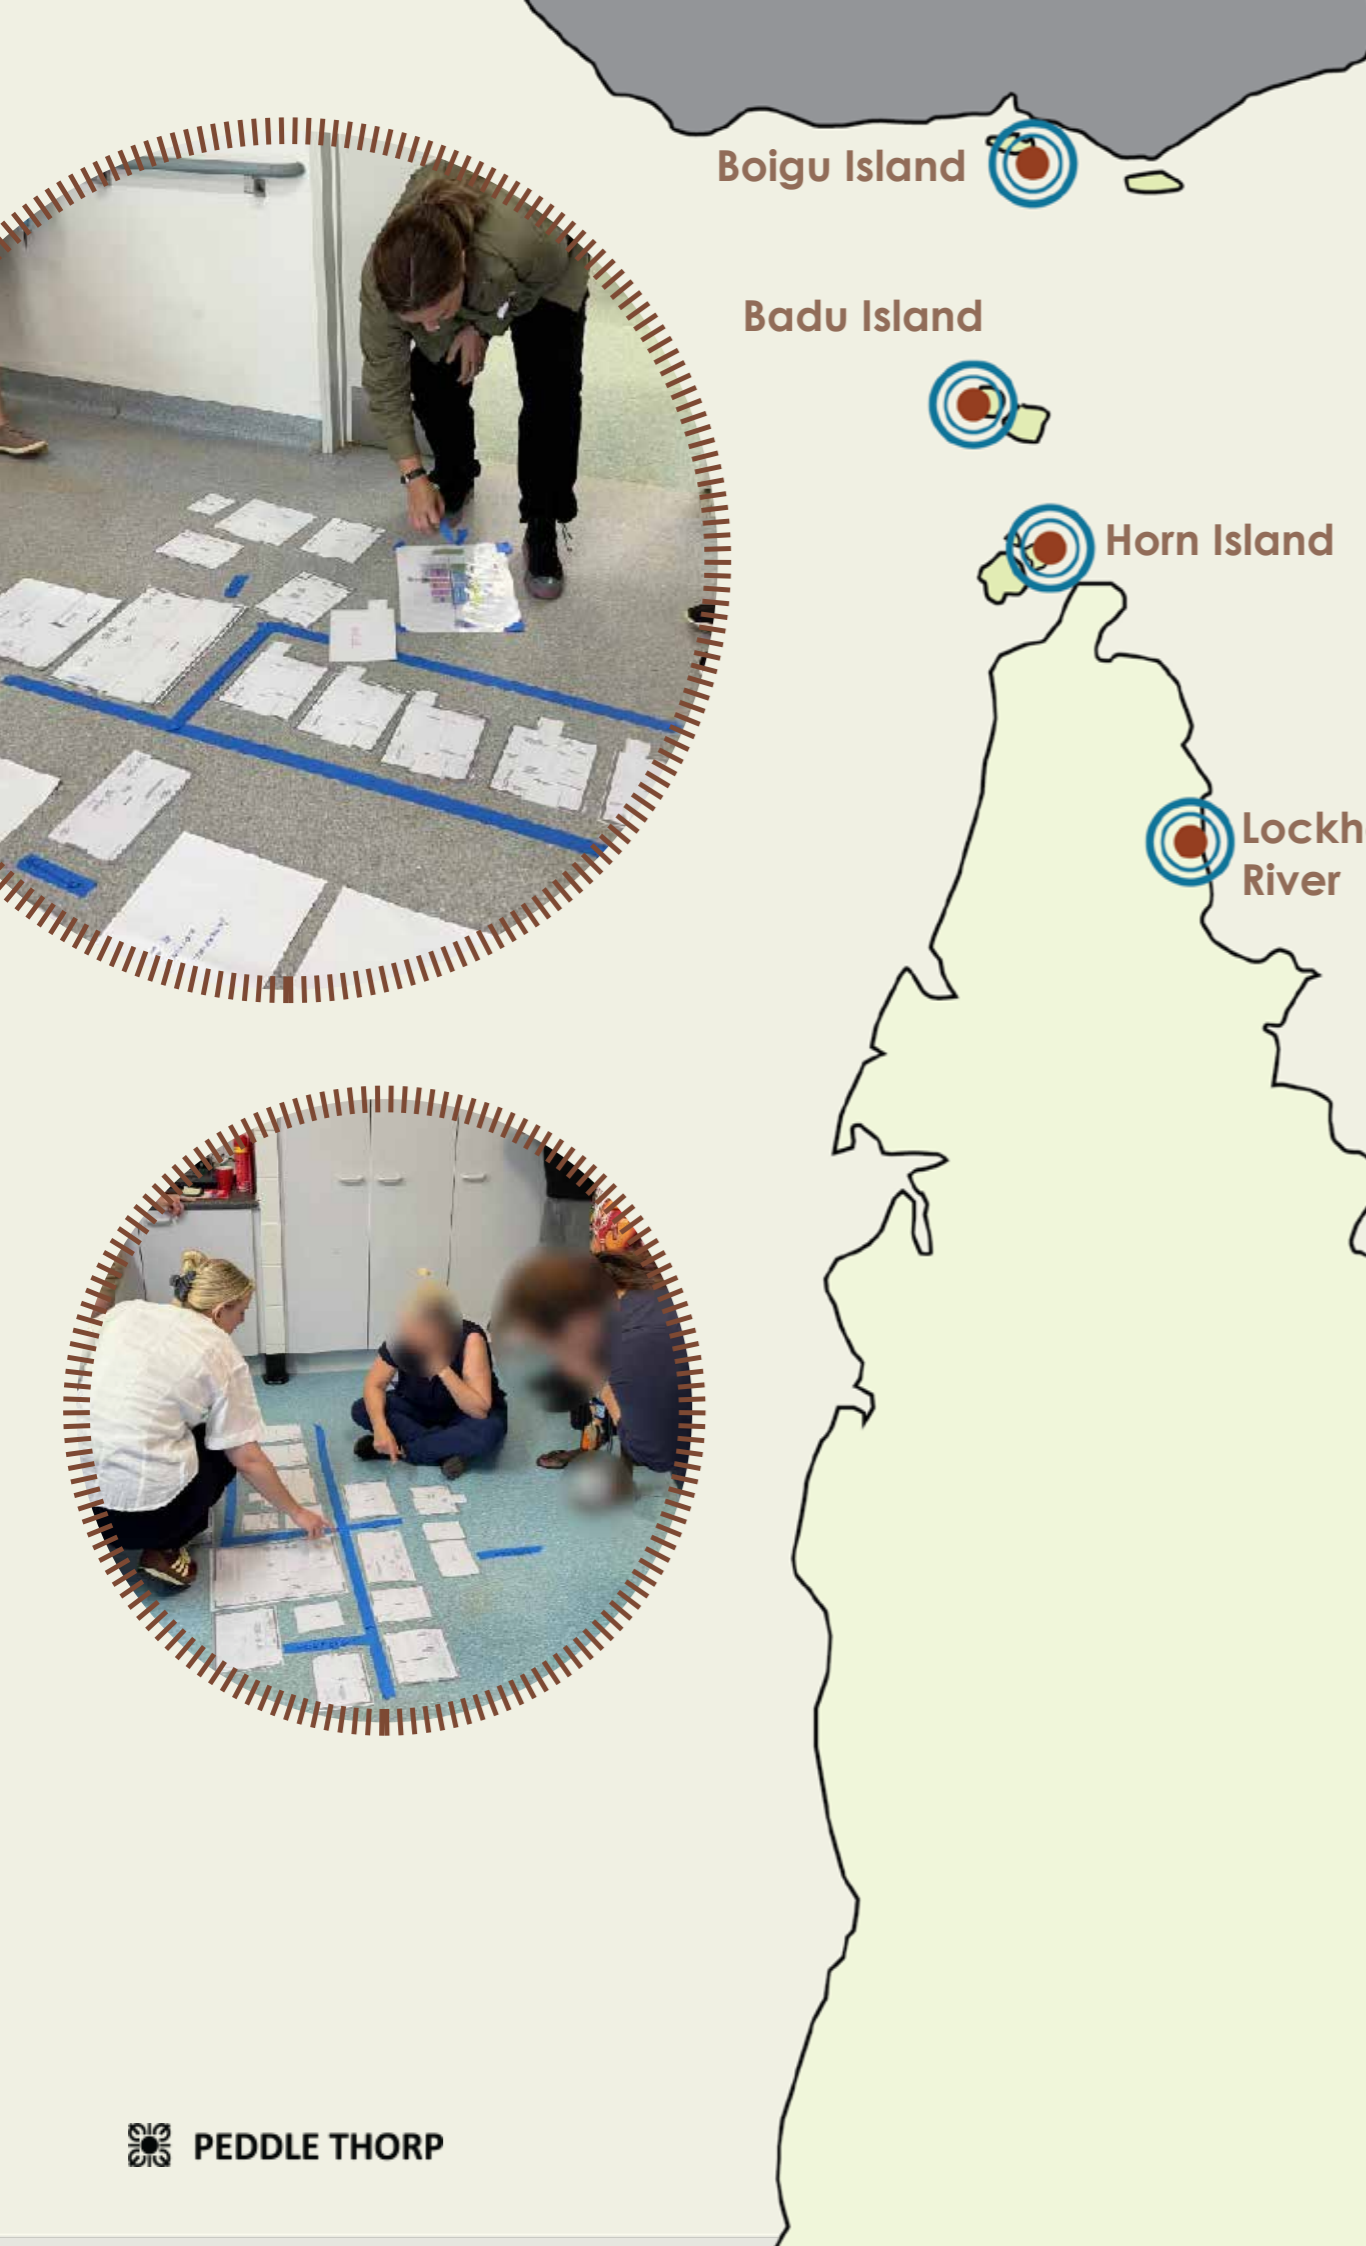 Boigu Island
Badu Island
Horn Island
Lockh
River
PEDDLE THORP